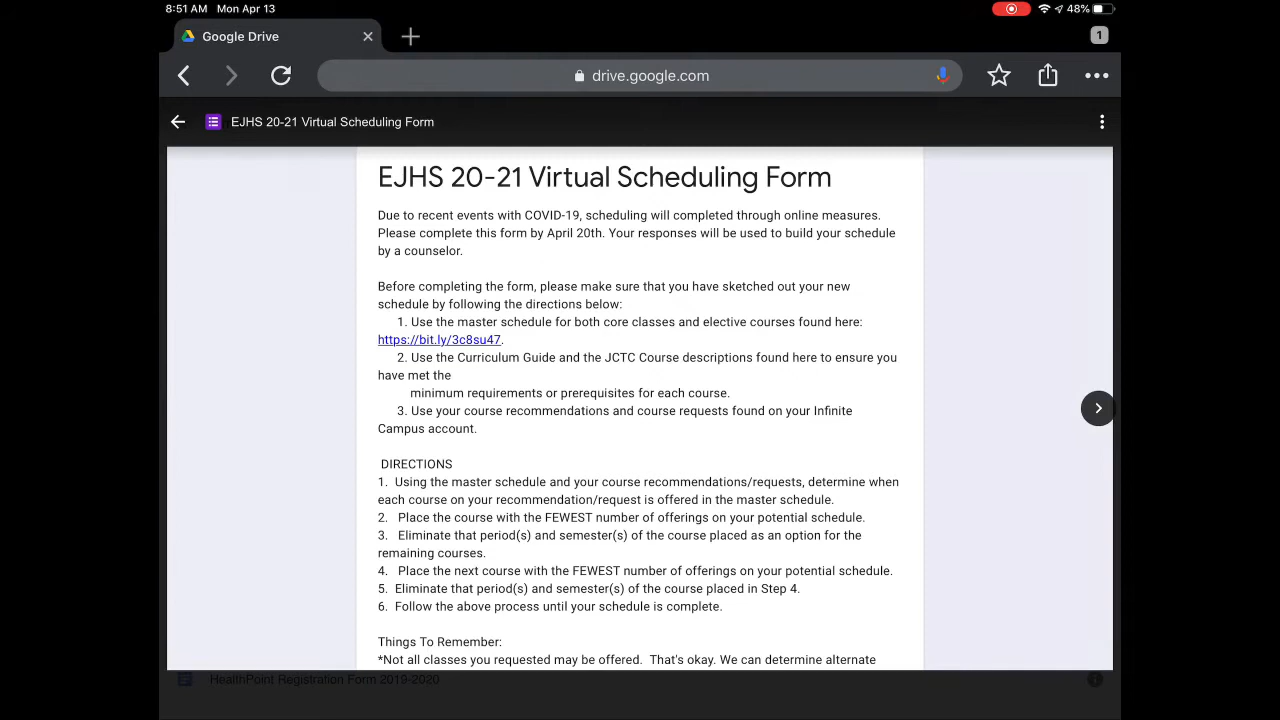 8:51 AM Mon Apr 13
48%
Google Drive
1
drive.google.com
EJHS 20-21 Virtual Scheduling Form
EJHS 20-21 Virtual Scheduling Form
Due to recent events with COVID-19, scheduling will completed through online measures.
Please complete this form by April 20th. Your responses will be used to build your schedule
by a counselor.
Before completing the form, please make sure that you have sketched out your new
schedule by following the directions below:
1. Use the master schedule for both core classes and elective courses found here:
https://bit.ly/3c8su47.
2. Use the Curriculum Guide and the JCTC Course descriptions found here to ensure you
have met the
minimum requirements or prerequisites for each course.
3. Use your course recommendations and course requests found on your Infinite
Campus account.
DIRECTIONS
1. Using the master schedule and your course recommendations/requests, determine when
each course on your recommendation/request is offered in the master schedule.
2. Place the course with the FEWEST number of offerings on your potential schedule.
3. Eliminate that period(s) and semester(s) of the course placed as an option for the
remaining courses.
4. Place the next course with the FEWEST number of offerings on your potential schedule.
5. Eliminate that period(s) and semester(s) of the course placed in Step 4.
6. Follow the above process until your schedule is complete.
Things To Remember:
*Not all classes you requested may be offered. That's okay. We can determine alternate
HealthPoint Registration Form 2019-2020